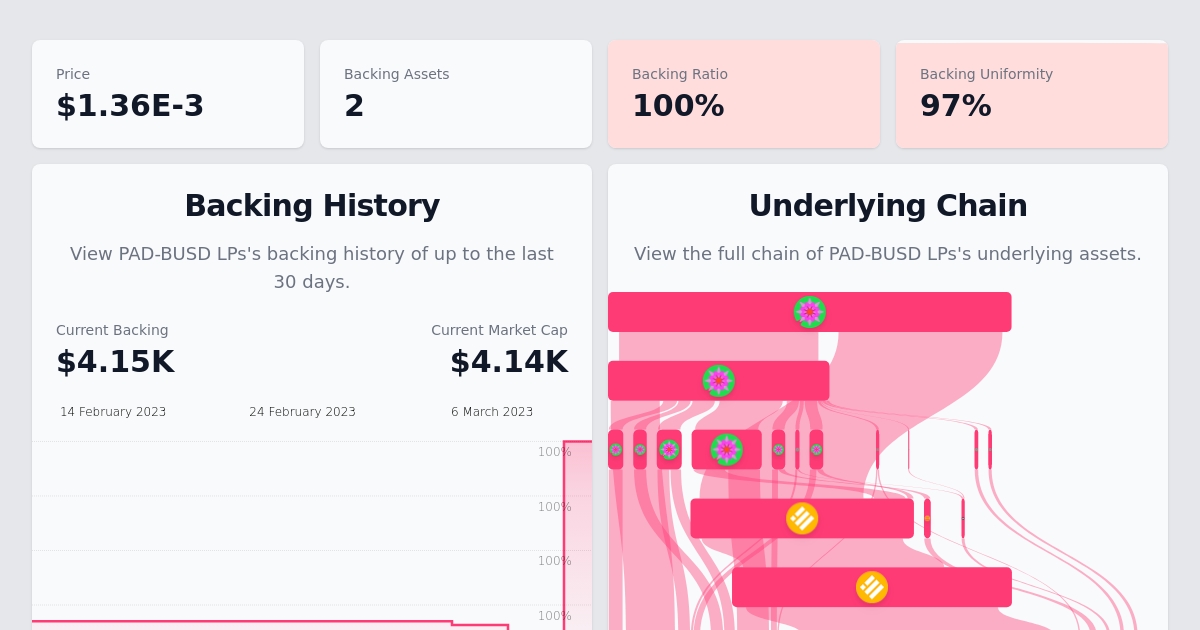 Price
$1.36E-3
Backing Assets
2
Backing Ratio
100%
Backing Uniformity
97%
Backing History
View PAD-BUSD LPs's backing history of up to the last
30 days.
Current Backing
$4.15K
Current Market Cap
$4.14K
14 February 2023
24 February 2023
6 March 2023
100%
100%
100%
100%
Underlying Chain
View the full chain of PAD-BUSD LPs's underlying assets.